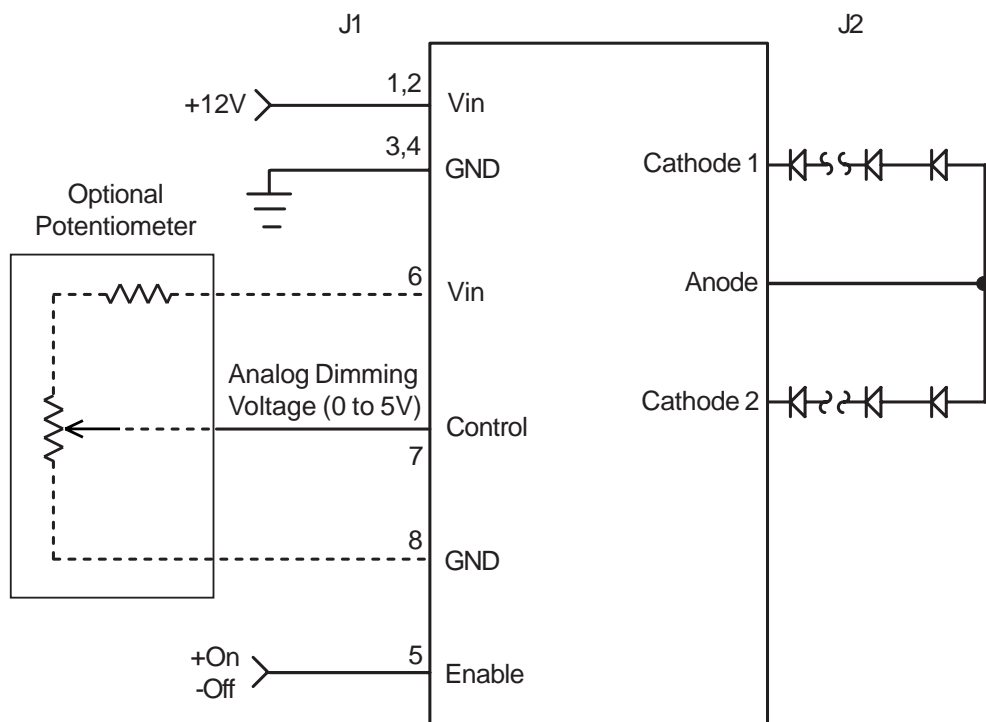 J1
J2
1,2
+12V
Vin
3,4
GND
Cathode 1
Optional
Potentiometer
6
Vin
Anode
Analog Dimming
Voltage (0 to 5V)
Control
7
Cathode 2
8
GND
+On
-Off
5
Enable